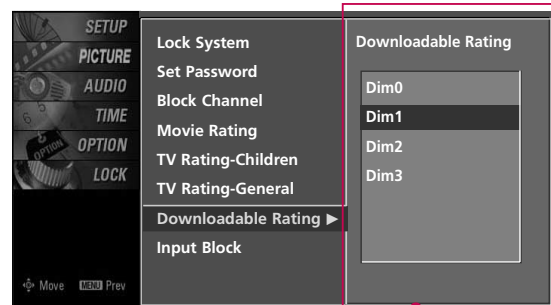 SETUP
PICTURE
AUDIO
TIME
OPTION
LOCK
Move MENU Prev
Lock System
Set Password
Block Channel
Movie Rating
TV Rating-Children
TV Rating-General
Downloadable Rating ▶
Input Block
Downloadable Rating
Dim0
Dim1
Dim2
Dim3